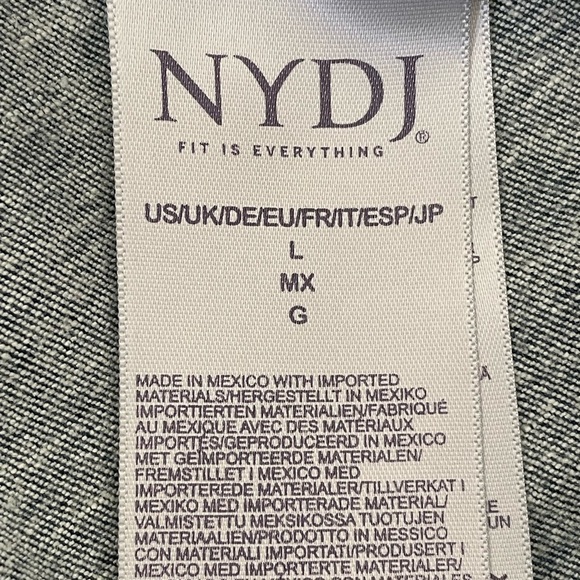 NYDJ®
FIT IS EVERYTHING
US/UK/DE/EU/FR/IT/ESP/JP
L
MX
G
MADE IN MEXICO WITH IMPORTED
MATERIALS/HERGESTELLT IN MEXIKO
IMPORTIERTEN MATERIALIEN/FABRIQUÉ
AU MEXIQUE AVEC DES MATÉRIAUX
IMPORTÉS/GEPRODUCEERD IN MEXICO
MET GEÏMPORTEERDE MATERIALEN/
FREMSTILLET I MEXICO MED
IMPORTEREDE MATERIALER/TILLVERKAT I
MEXIKO MED IMPORTERADE MATERIAL/
VALMISTETTU MEKSIKOSSA TUOTUJEN
MATERIAALIEN/PRODOTTO IN MESSICO
CON MATERIALI IMPORTATI/PRODUSERT I
MEXICO MED IMPORTERTE MATERIALER/
A
E
UN